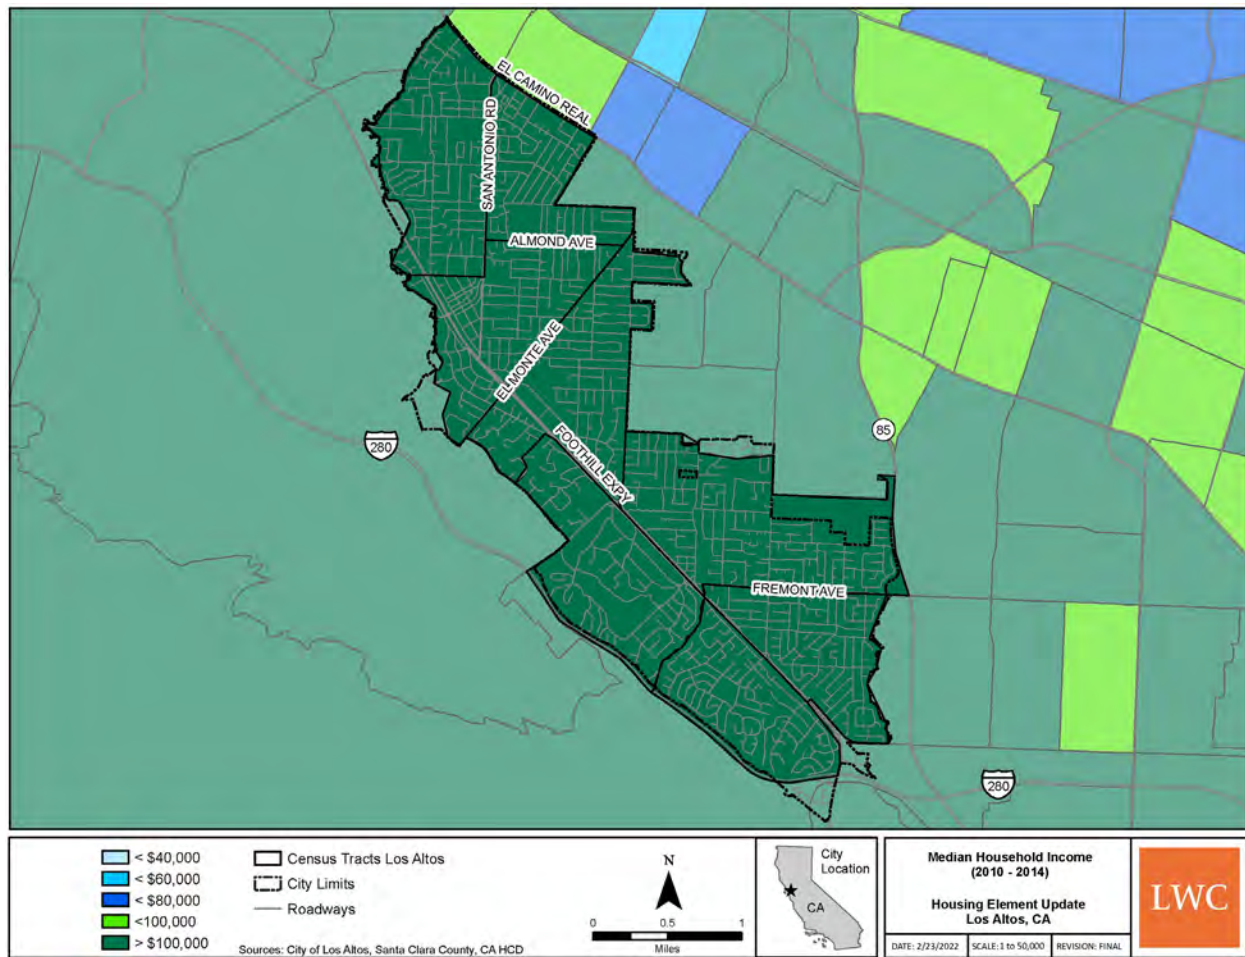 EL CAMINO REAL
SAN ANTONIO RD
ALMOND AVE
EL MONTE AVE
FOOTHILL EXPY
85
280
FREMONT AVE
280
< $40,000
< $60,000
< $80,000
<100,000
> $100,000
Census Tracts Los Altos
City Limits
Roadways
Sources: City of Los Altos, Santa Clara County, CA HCD
N
0 0.5 1
Miles
City
Location
CA
Median Household Income
(2010 - 2014)
Housing Element Update
Los Altos, CA
DATE: 2/23/2022 SCALE: 1 to 50,000 REVISION: FINAL
LWC